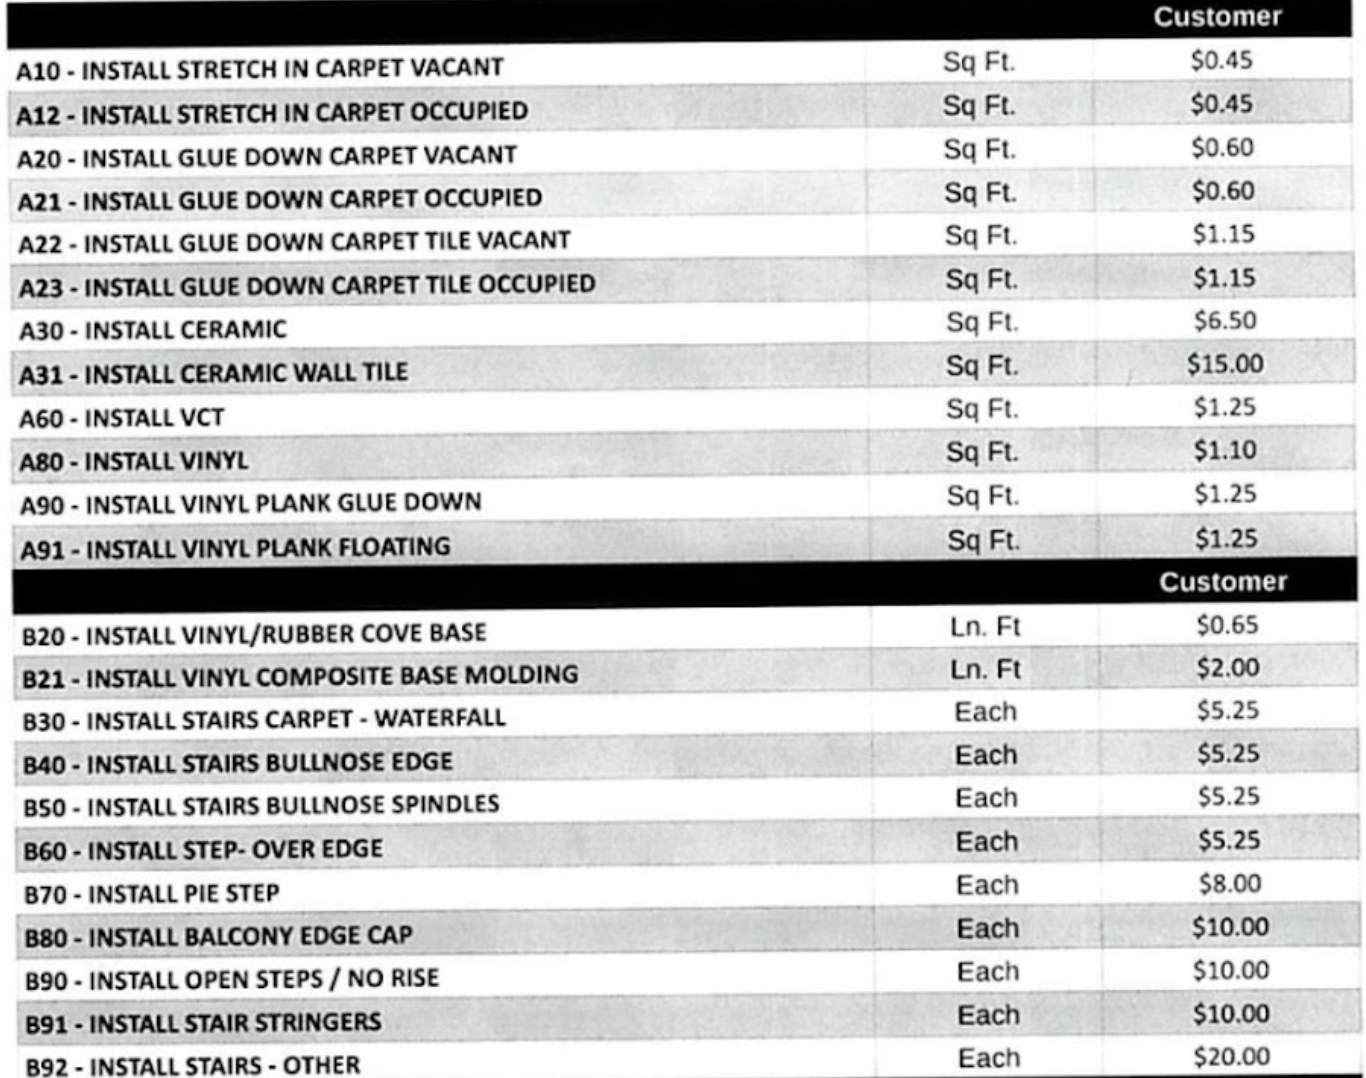 Customer
A10 - INSTALL STRETCH IN CARPET VACANT Sq Ft. $0.45
A12 - INSTALL STRETCH IN CARPET OCCUPIED Sq Ft. $0.45
A20 - INSTALL GLUE DOWN CARPET VACANT Sq Ft. $0.60
A21 - INSTALL GLUE DOWN CARPET OCCUPIED Sq Ft. $0.60
A22 - INSTALL GLUE DOWN CARPET TILE VACANT Sq Ft. $1.15
A23 - INSTALL GLUE DOWN CARPET TILE OCCUPIED Sq Ft. $1.15
A30 - INSTALL CERAMIC Sq Ft. $6.50
A31 - INSTALL CERAMIC WALL TILE Sq Ft. $15.00
A60 - INSTALL VCT Sq Ft. $1.25
A80 - INSTALL VINYL Sq Ft. $1.10
A90 - INSTALL VINYL PLANK GLUE DOWN Sq Ft. $1.25
A91 - INSTALL VINYL PLANK FLOATING Sq Ft. $1.25
Customer
B20 - INSTALL VINYL/RUBBER COVE BASE Ln. Ft $0.65
B21 - INSTALL VINYL COMPOSITE BASE MOLDING Ln. Ft $2.00
B30 - INSTALL STAIRS CARPET - WATERFALL Each $5.25
B40 - INSTALL STAIRS BULLNOSE EDGE Each $5.25
B50 - INSTALL STAIRS BULLNOSE SPINDLES Each $5.25
B60 - INSTALL STEP- OVER EDGE Each $5.25
B70 - INSTALL PIE STEP Each $8.00
B80 - INSTALL BALCONY EDGE CAP Each $10.00
B90 - INSTALL OPEN STEPS / NO RISE Each $10.00
B91 - INSTALL STAIR STRINGERS Each $10.00
B92 - INSTALL STAIRS - OTHER Each $20.00